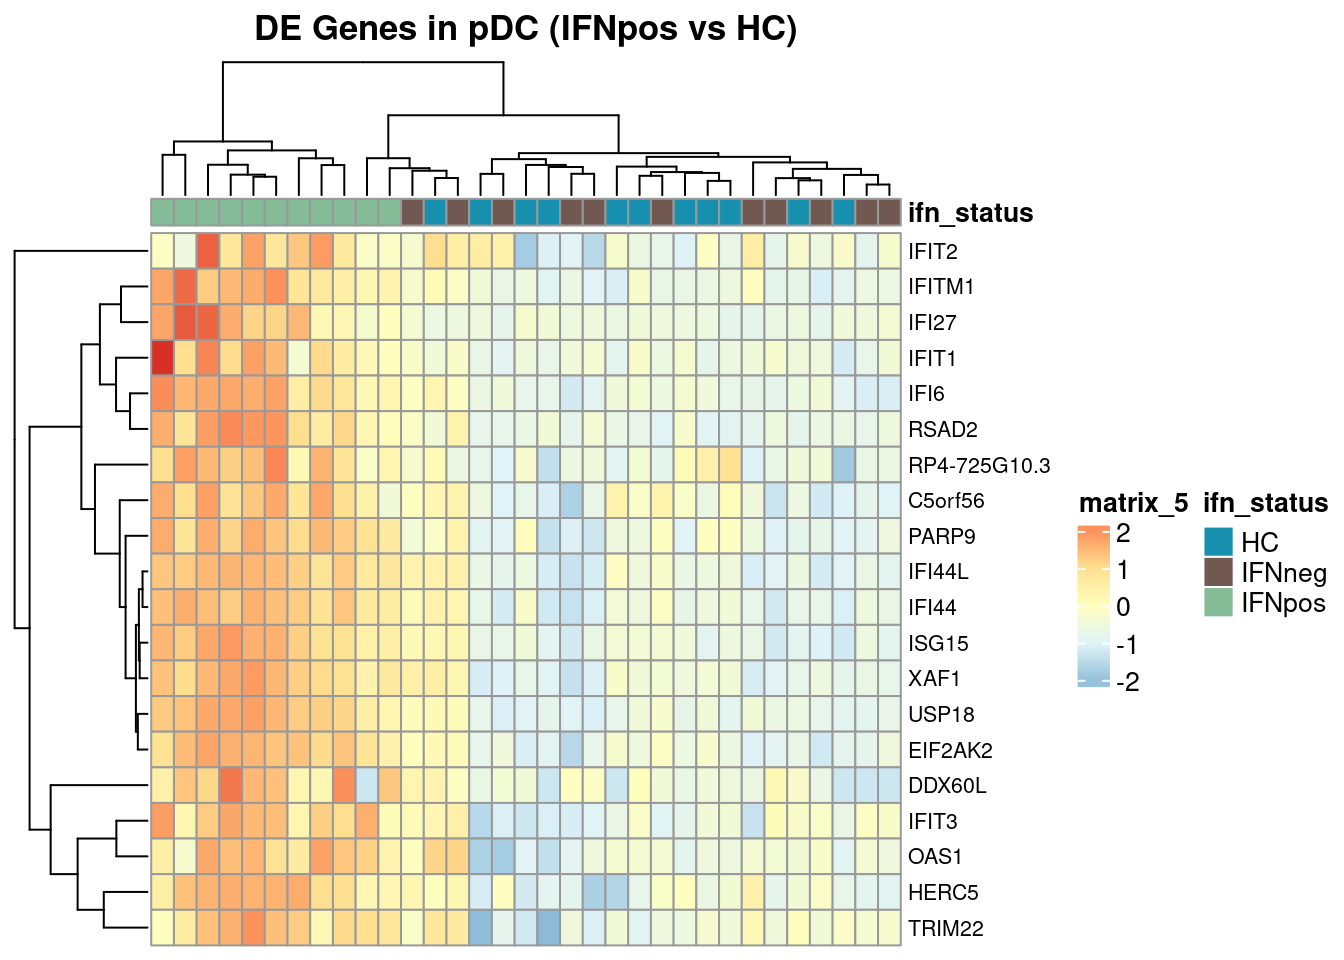 DE Genes in pDC (IFNpos vs HC)
ifn_status
IFIT2
IFITM1
IFI27
IFIT1
IFI6
RSAD2
RP4-725G10.3
C5orf56
PARP9
IFI44L
IFI44
ISG15
XAF1
USP18
EIF2AK2
DDX60L
IFIT3
OAS1
HERC5
TRIM22
matrix_5
2
1
0
-1
-2
ifn_status
HC
IFNneg
IFNpos